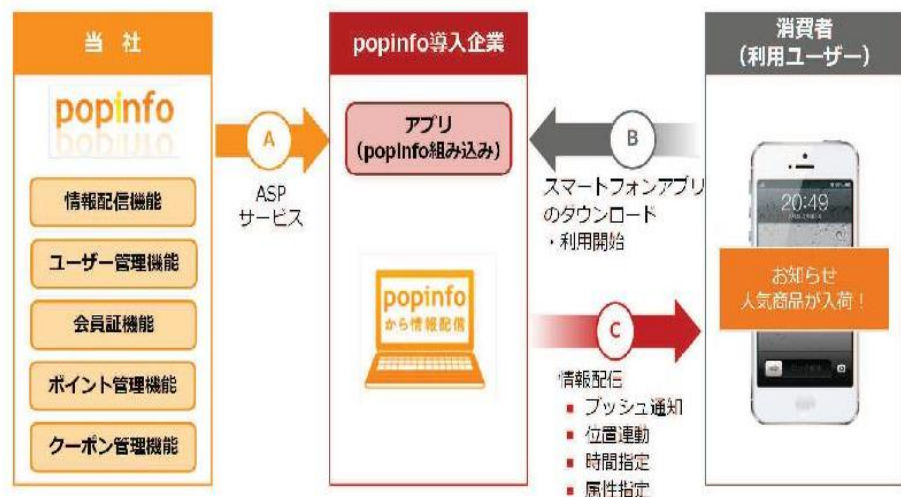 当 社
popinfo
情報配信機能
ユーザー管理機能
会員証機能
ポイント管理機能
クーポン管理機能
A
ASP
サービス
popinfo導入企業
アプリ
(popinfo組み込み)
popinfo
から情報配信
B
スマートフォンアプリ
のダウンロード
・利用開始
C
情報配信
■ プッシュ通知
■ 位置連動
■ 時間指定
■ 属性指定
消費者
(利用ユーザー)
20:49
お知らせ
人気商品が入荷!